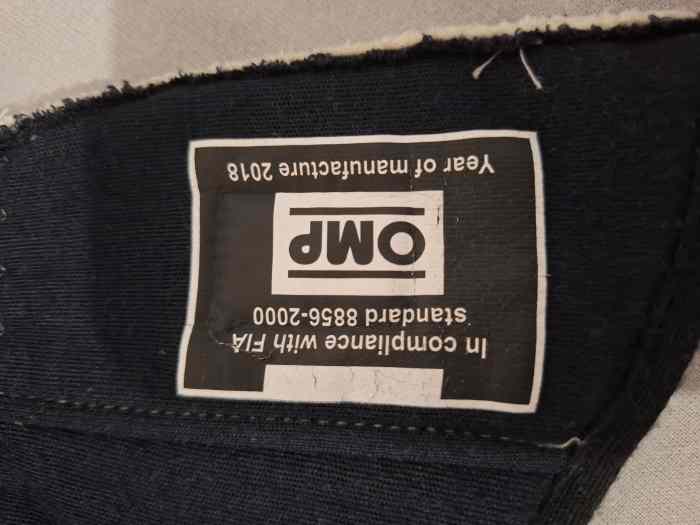 In compliance with FIA
standard 8856-2000
OMP
Year of manufacture 2018